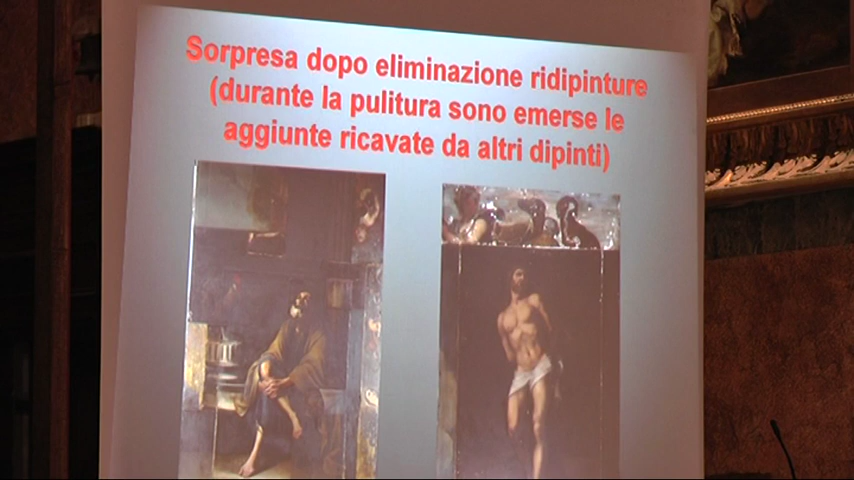 Sorpresa dopo eliminazione ridipinture
(durante la pulitura sono emerse le
aggiunte ricavate da altri dipinti)